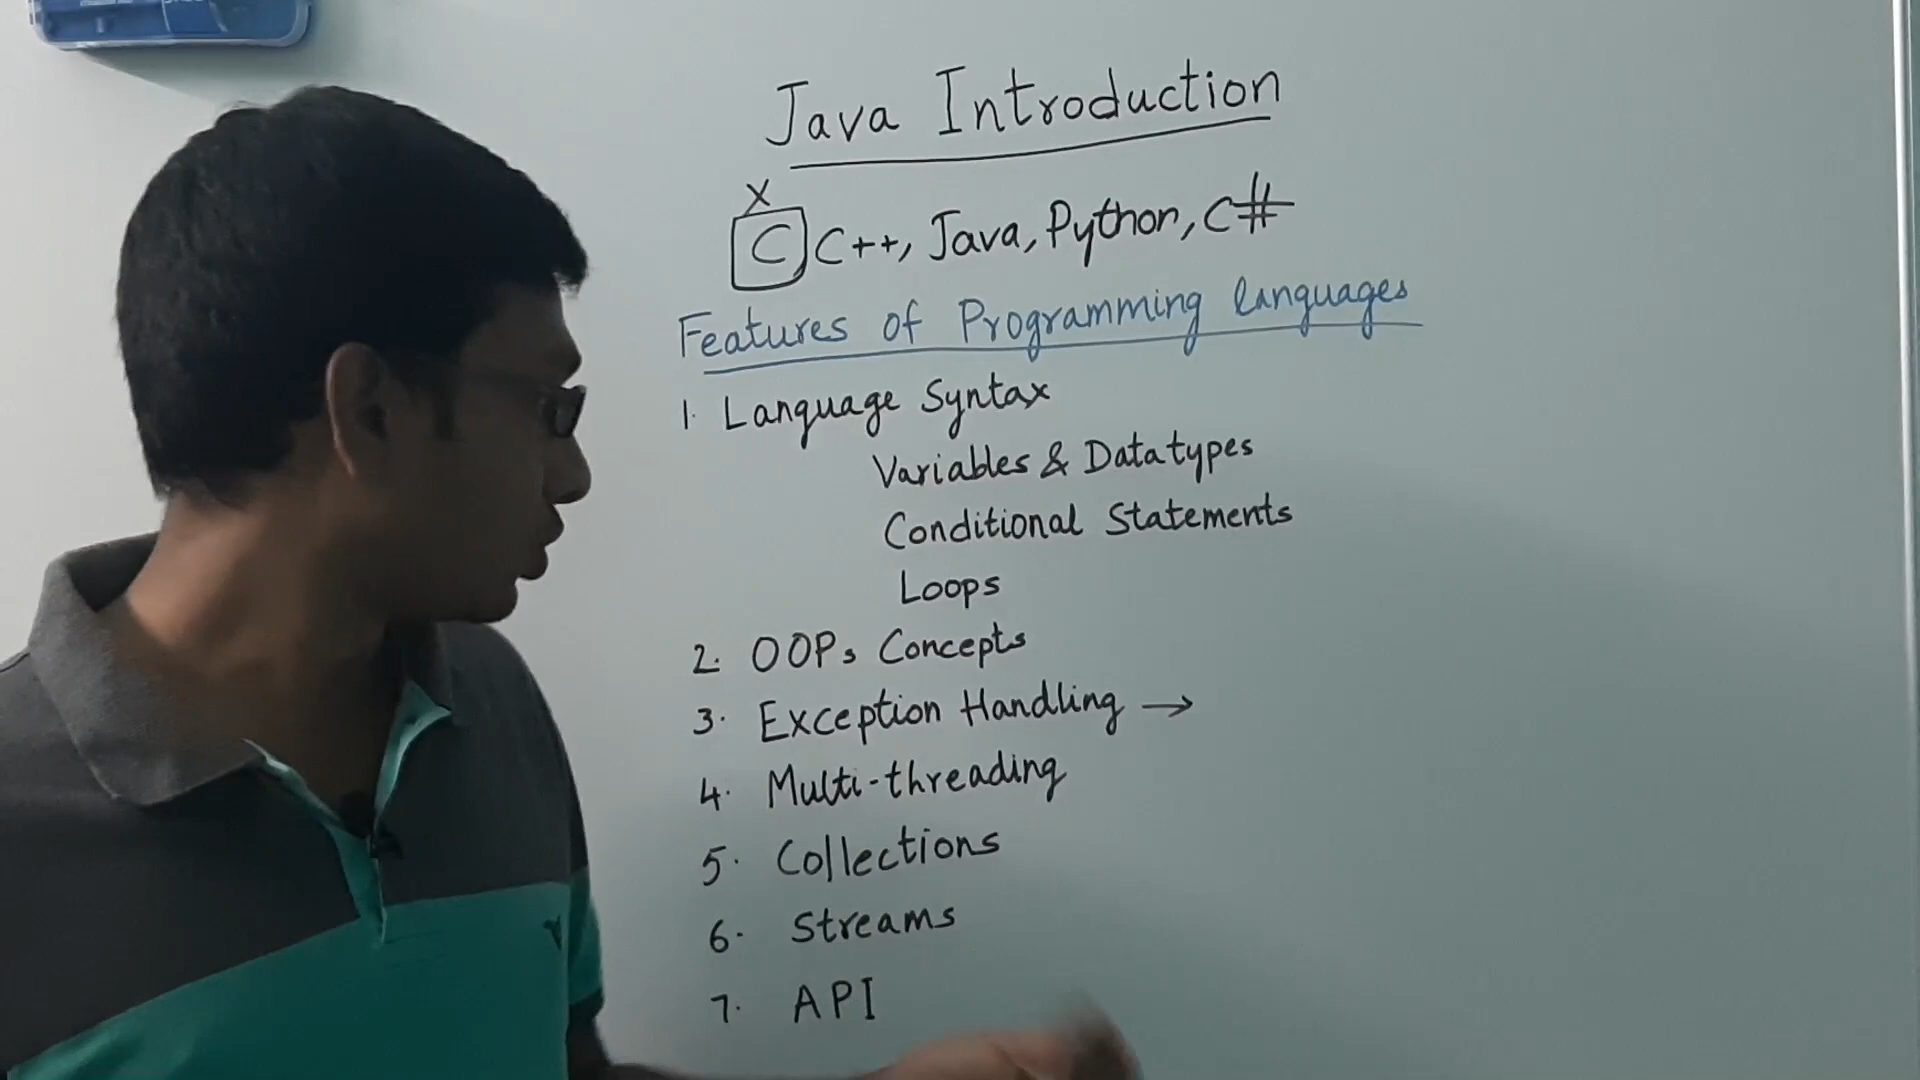 Java Introduction
X
C C++, Java, Python, C#
Features of Programming languages
1. Language Syntax
Variables & Datatypes
Conditional Statements
Loops
2. OOPs Concepts
3. Exception Handling →
4. Multi-threading
5. Collections
6. Streams
7. API